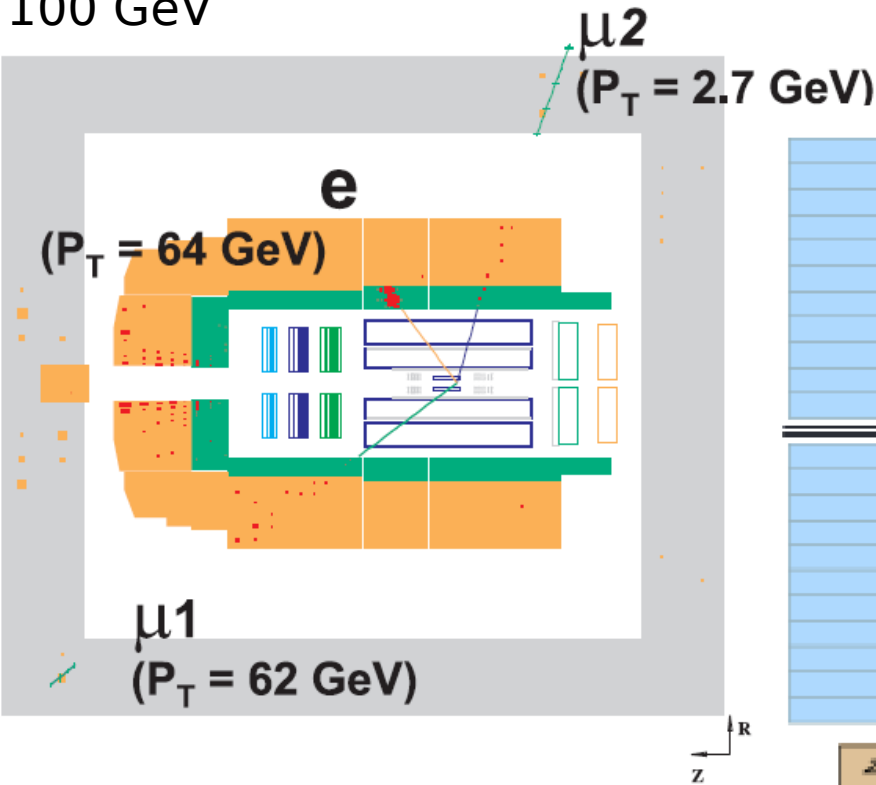 100 GeV
μ2
(P_T = 2.7 GeV)
e
(P_T = 64 GeV)
μ1
(P_T = 62 GeV)
R
Z